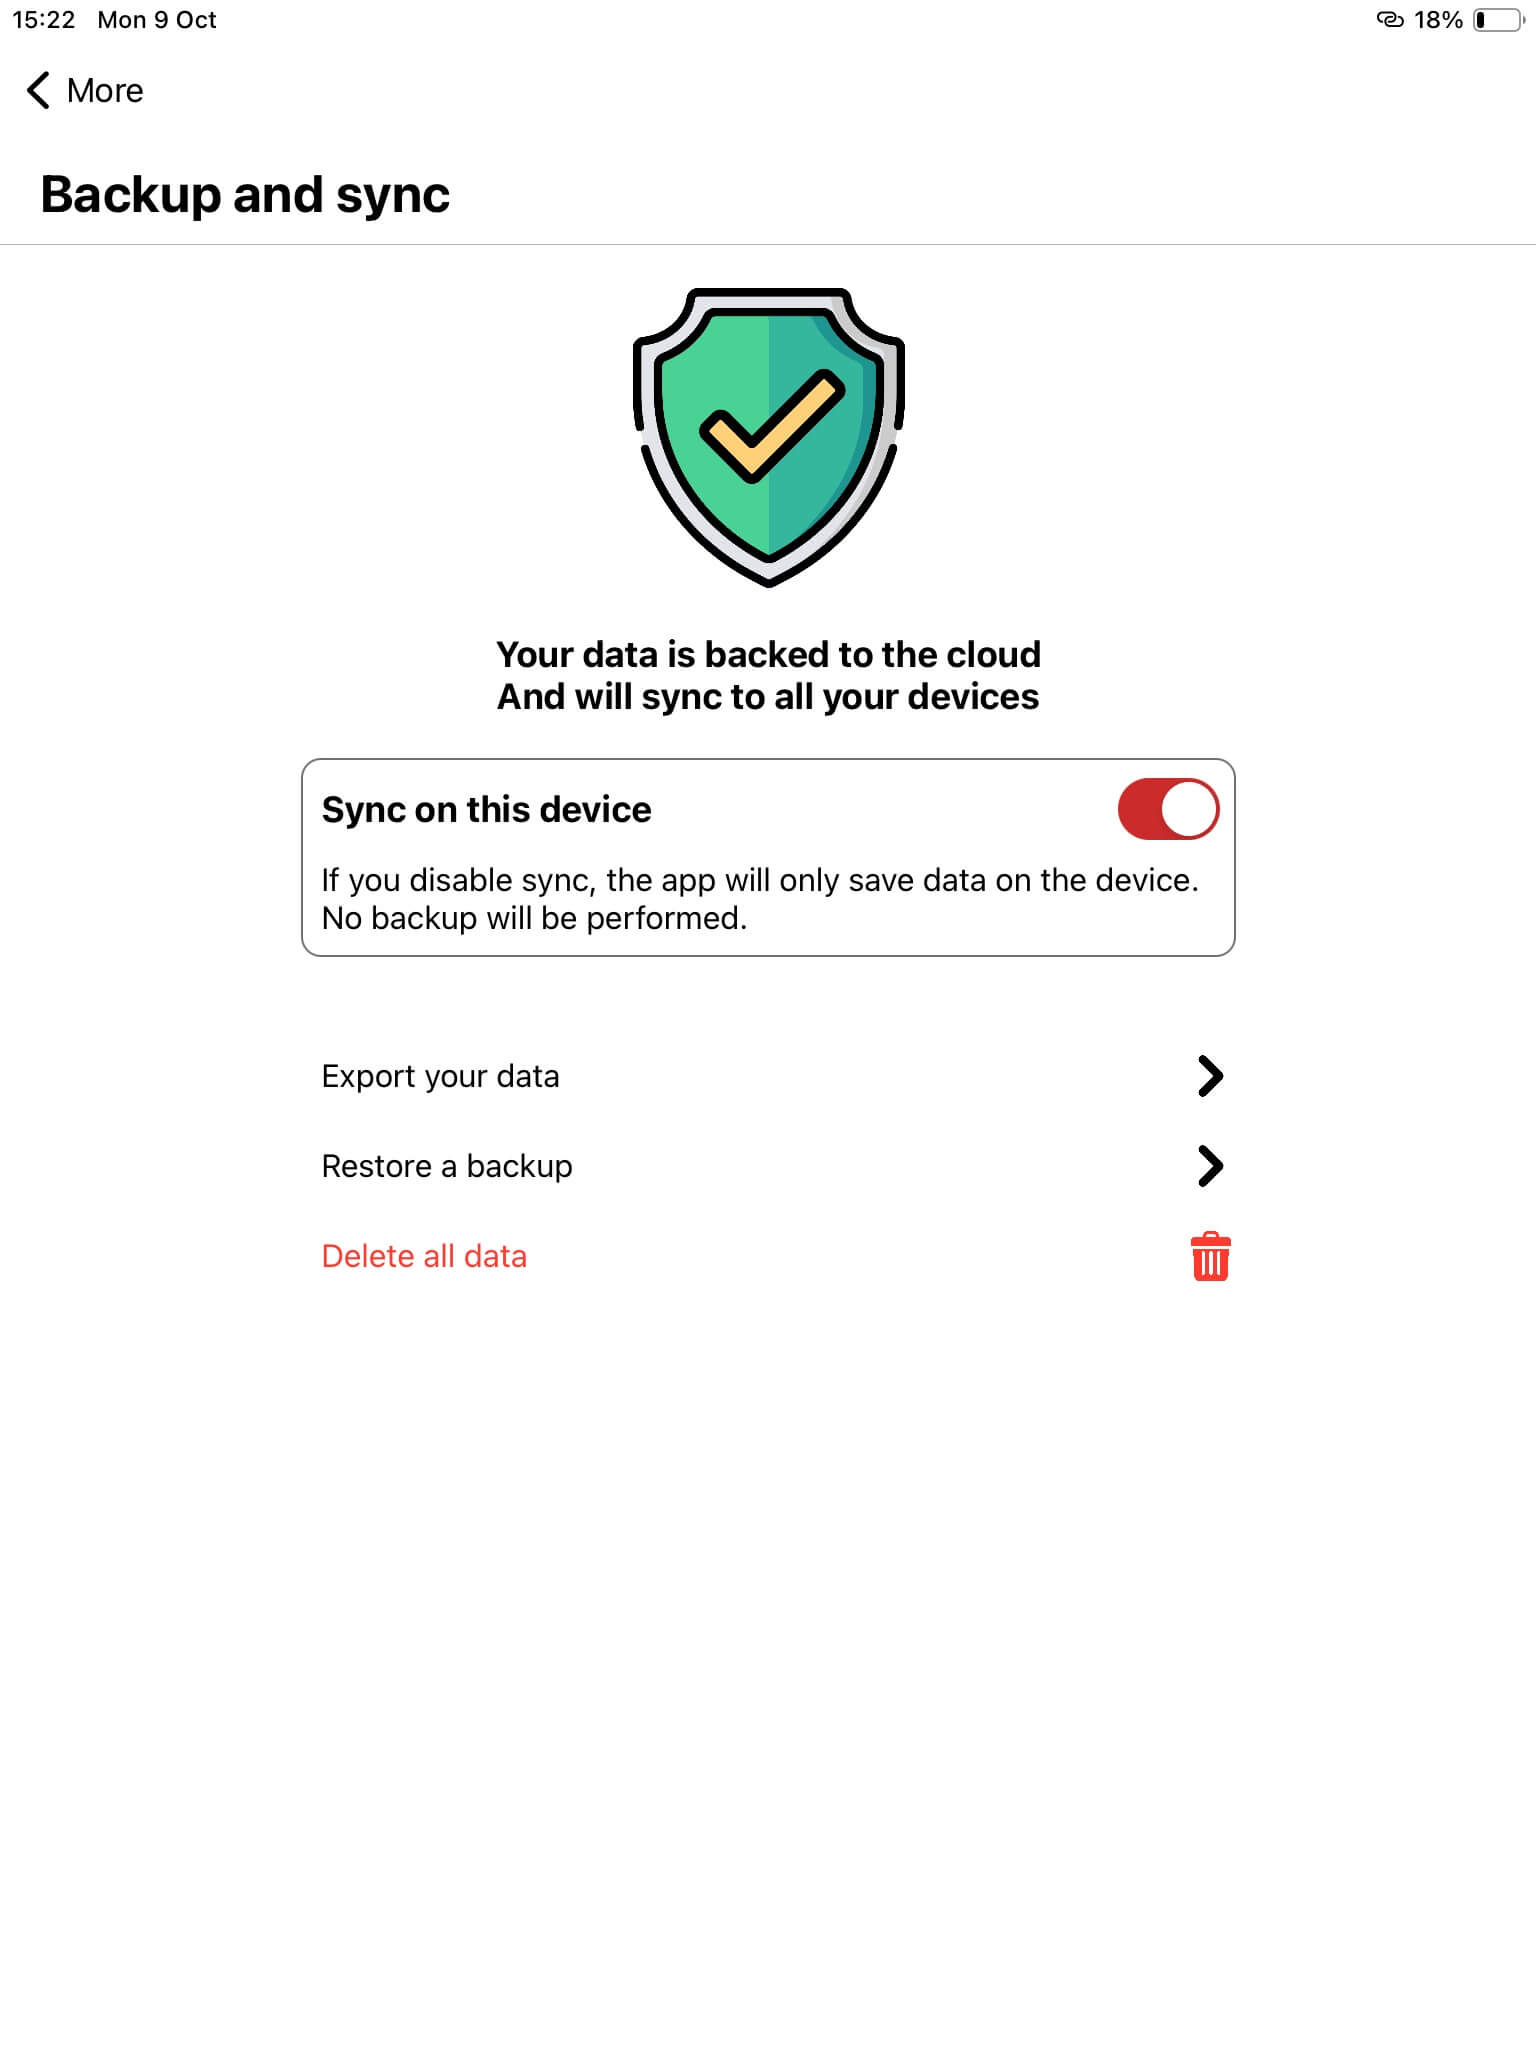 15:22 Mon 9 Oct 18%
More
Backup and sync
Your data is backed to the cloud
And will sync to all your devices
Sync on this device
If you disable sync, the app will only save data on the device.
No backup will be performed.
Export your data
Restore a backup
Delete all data